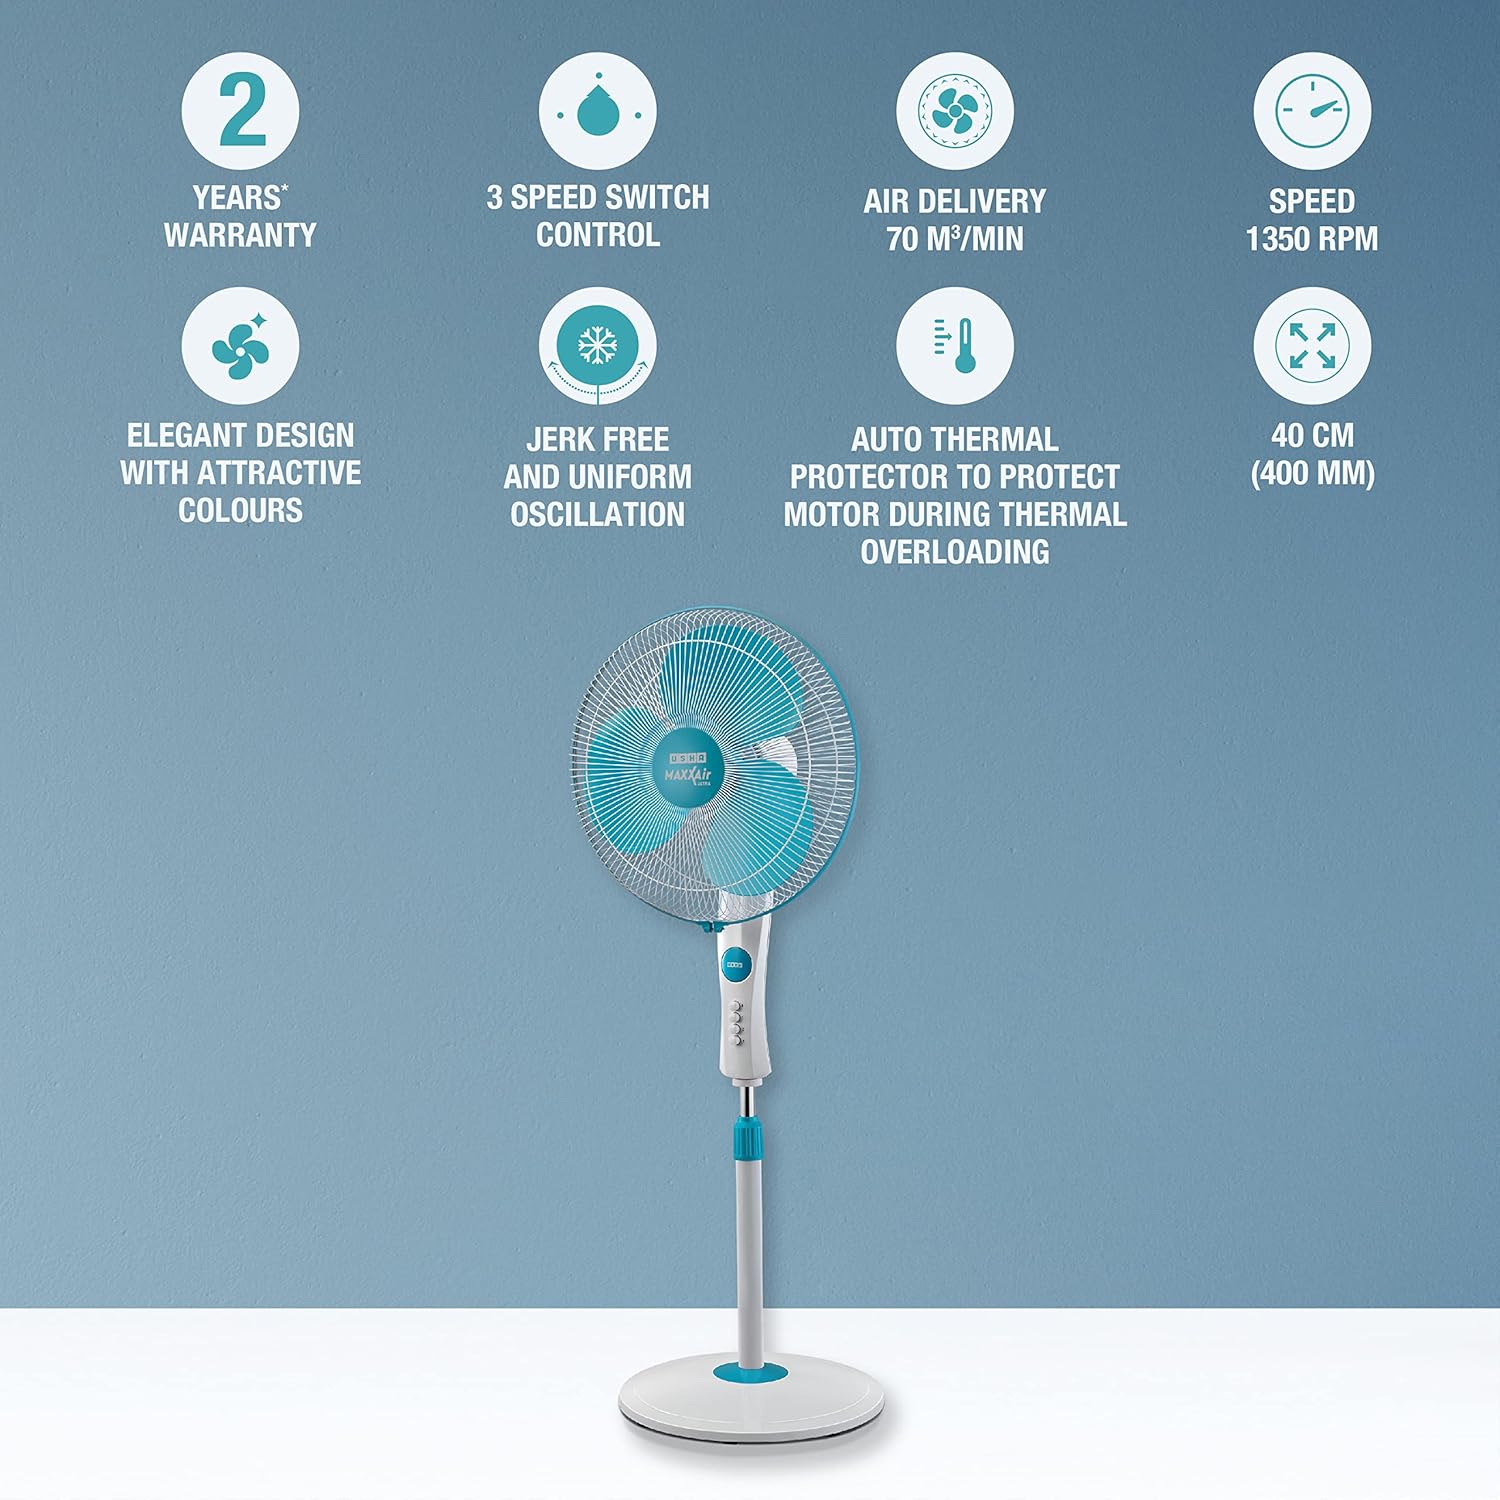 2
YEARS*
WARRANTY
3 SPEED SWITCH
CONTROL
AIR DELIVERY
70 M³/MIN
SPEED
1350 RPM
ELEGANT DESIGN
WITH ATTRACTIVE
COLOURS
JERK FREE
AND UNIFORM
OSCILLATION
AUTO THERMAL
PROTECTOR TO PROTECT
MOTOR DURING THERMAL
OVERLOADING
40 CM
(400 MM)
USHA
MAXXAir
ULTRA
USHA